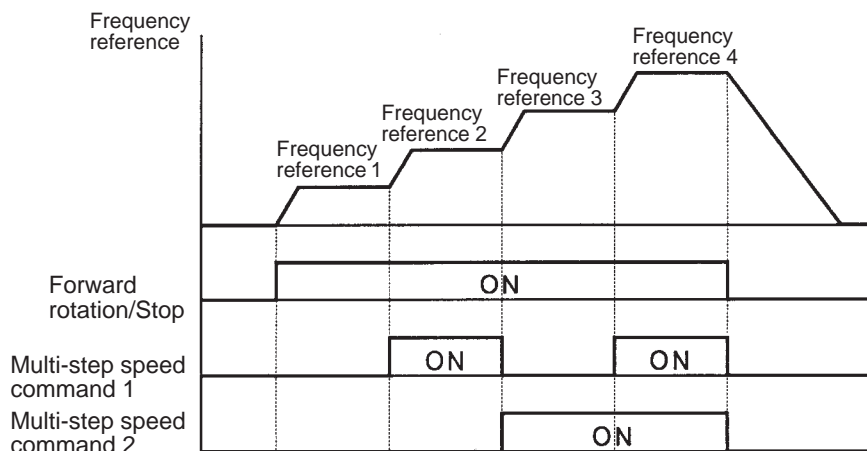 Frequency
reference
Frequency
reference 1
Frequency
reference 2
Frequency
reference 3
Frequency
reference 4
Forward
rotation/Stop
ON
Multi-step speed
command 1
ON
ON
Multi-step speed
command 2
ON